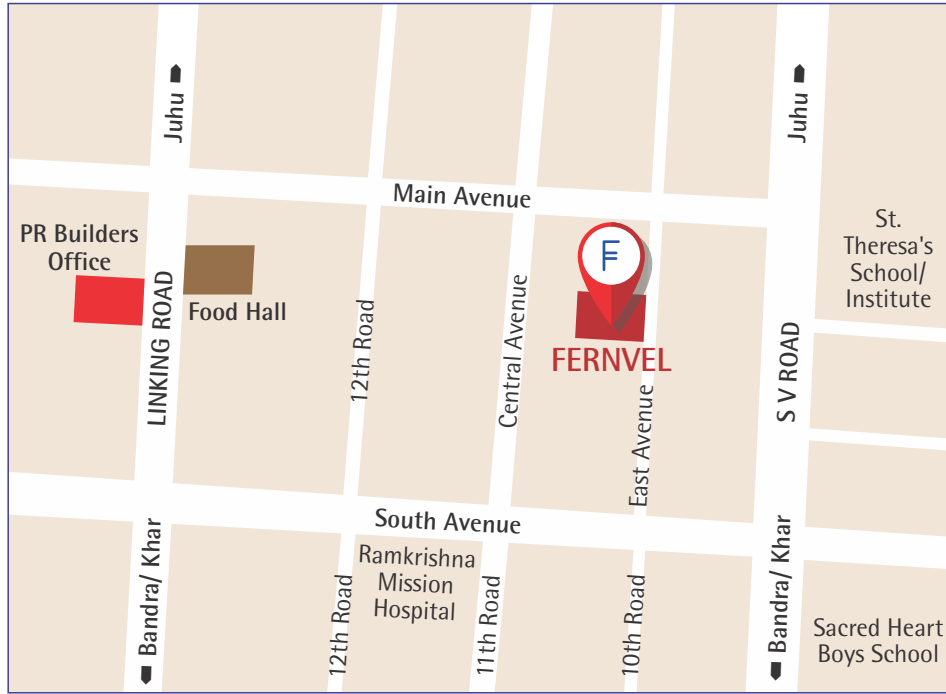 Juhu
Juhu
Main Avenue
PR Builders
Office
St.
Theresa's
School/
Institute
F
Food Hall
LINKING ROAD
12th Road
Central Avenue
FERNVEL
East Avenue
S V ROAD
South Avenue
Bandra/ Khar
12th Road
Ramkrishna
Mission
Hospital
11th Road
10th Road
Bandra/ Khar
Sacred Heart
Boys School